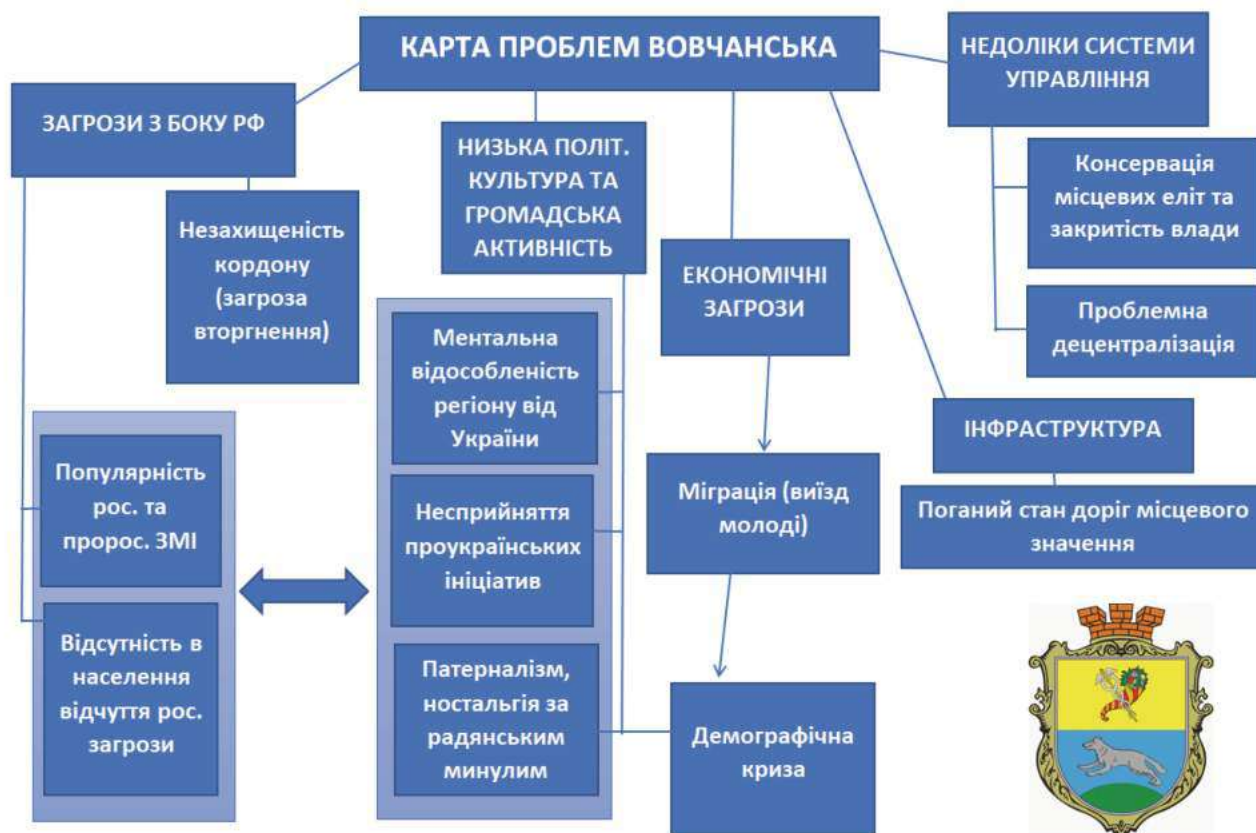 КАРТА ПРОБЛЕМ ВОВЧАНСЬКА
ЗАГРОЗИ З БОКУ РФ
Незахищеність
кордону
(загроза
вторгнення)
Популярність
рос. та
пророс. ЗМІ
Відсутність в
населення
відчуття рос.
загрози
НИЗЬКА ПОЛІТ.
КУЛЬТУРА ТА
ГРОМАДСЬКА
АКТИВНІСТЬ
Ментальна
відособленість
регіону від
України
Несприйняття
проукраїнських
ініціатив
Патерналізм,
ностальгія за
радянським
минулим
ЕКОНОМІЧНІ
ЗАГРОЗИ
Міграція (виїзд
молоді)
Демографічна
криза
НЕДОЛІКИ СИСТЕМИ
УПРАВЛІННЯ
Консервація
місцевих еліт та
закритість влади
Проблемна
децентралізація
ІНФРАСТРУКТУРА
Поганий стан доріг місцевого
значення